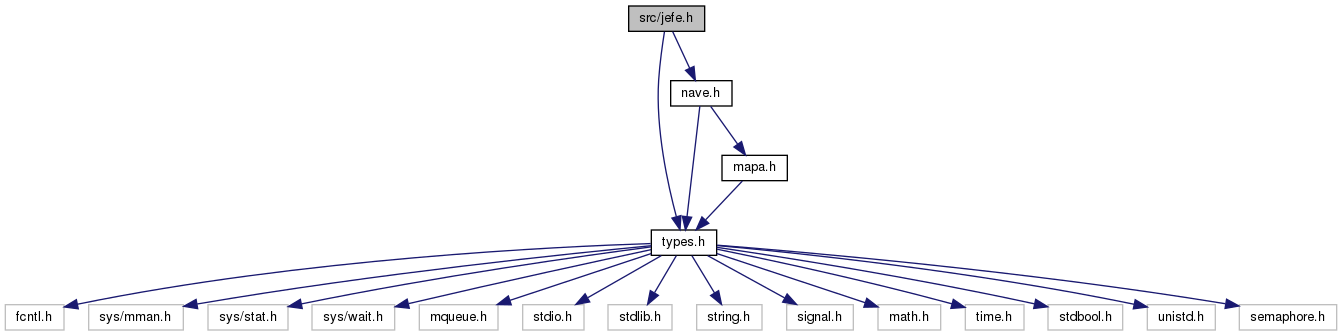 src/jefe.h
nave.h
mapa.h
types.h
fcntl.h
sys/mman.h
sys/stat.h
sys/wait.h
mqueue.h
stdio.h
stdlib.h
string.h
signal.h
math.h
time.h
stdbool.h
unistd.h
semaphore.h